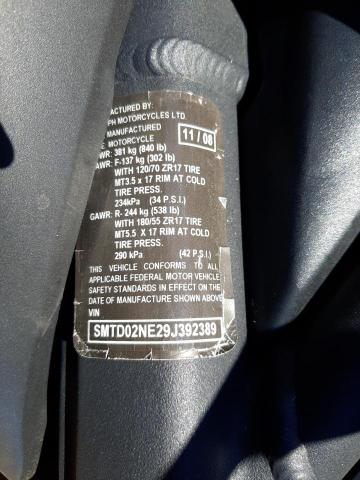 ACTURED BY:
PH MOTORCYCLES LTD.
MANUFACTURED 11/08
MOTORCYCLE
WR: 381 kg (840 lb)
AWR: F-137 kg (302 lb)
WITH 120/70 ZR17 TIRE
MT3.5 x 17 RIM AT COLD
TIRE PRESS.
234kPa (34 P.S.I.)
GAWR: R- 244 kg (538 lb)
WITH 180/55 ZR17 TIRE
MT5.5 X 17 RIM AT COLD
TIRE PRESS.
290 kPa (42 P.S.I.)
THIS VEHICLE CONFORMS TO ALL
APPLICABLE FEDERAL MOTOR VEHICLE
SAFETY STANDARDS IN EFFECT ON THE
DATE OF MANUFACTURE SHOWN ABOVE
VIN
SMTD02NE29J392389